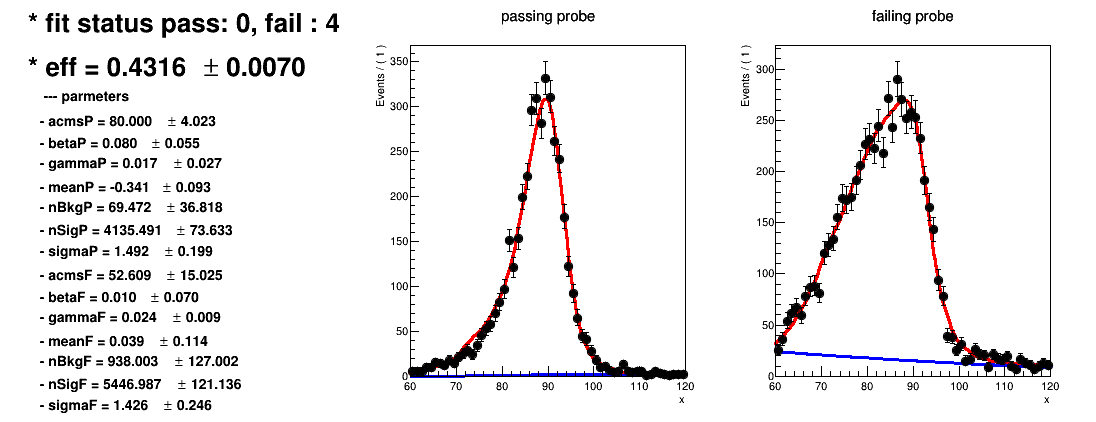 * fit status pass: 0, fail : 4
* eff = 0.4316 ± 0.0070
--- parmeters
- acmsP = 80.000 ± 4.023
- betaP = 0.080 ± 0.055
- gammaP = 0.017 ± 0.027
- meanP = -0.341 ± 0.093
- nBkgP = 69.472 ± 36.818
- nSigP = 4135.491 ± 73.633
- sigmaP = 1.492 ± 0.199
- acmsF = 52.609 ± 15.025
- betaF = 0.010 ± 0.070
- gammaF = 0.024 ± 0.009
- meanF = 0.039 ± 0.114
- nBkgF = 938.003 ± 127.002
- nSigF = 5446.987 ± 121.136
- sigmaF = 1.426 ± 0.246
passing probe
Events / ( 1 )
350
300
250
200
150
100
50
0
60 70 80 90 100 110 120
x
failing probe
Events / ( 1 )
300
250
200
150
100
50
0
60 70 80 90 100 110 120
x